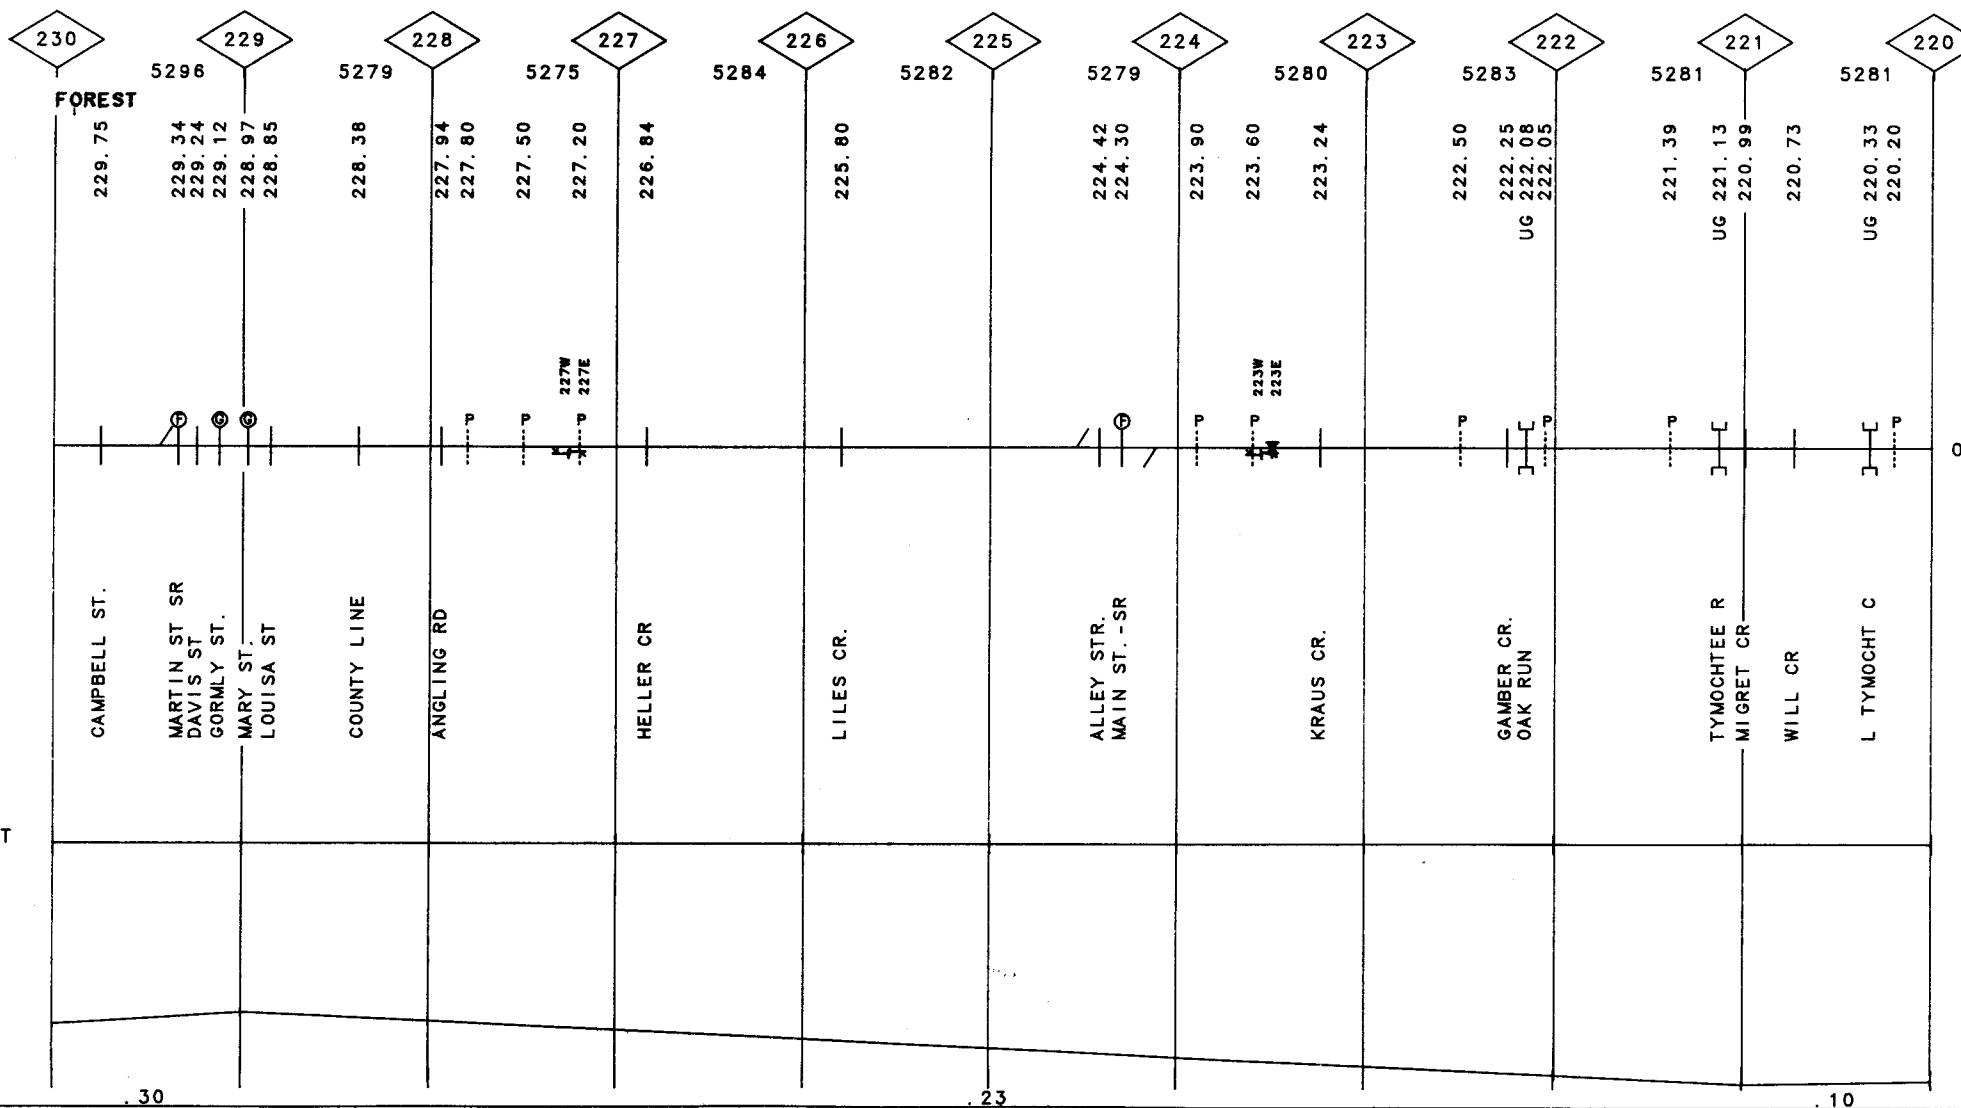 230 229 228 227 226 225 224 223 222 221 220
5296 5279 5275 5284 5282 5279 5280 5283 5281 5281
FOREST
229.75
229.34
229.24
229.12
228.97
228.85
228.38
227.94
227.80
227.50
227.20
226.84
225.80
224.42
224.30
223.90
223.60
223.24
222.50
222.25
UG 222.08
222.05
221.39
UG 221.13
220.99
220.73
UG 220.33
220.20
227W
227E
223W
223E
F G G P P P F P P P P P P
0
CAMPBELL ST.
MARTIN ST SR
DAVIS ST
GORMLY ST.
MARY ST.
LOUISA ST
COUNTY LINE
ANGLING RD
HELLER CR
LILES CR.
ALLEY STR.
MAIN ST.-SR
KRAUS CR.
GAMBER CR.
OAK RUN
TYMOCHTEE R
MIGRET CR
WILL CR
L TYMOCHT C
T
.30 .23 .10